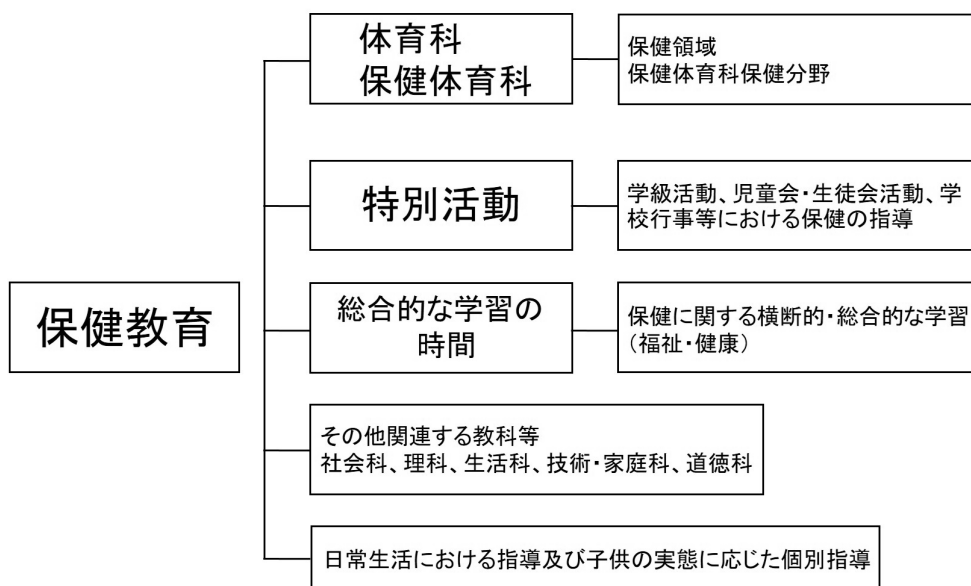 保健教育
体育科
保健体育科
保健領域
保健体育科保健分野
特別活動
学級活動、児童会・生徒会活動、学
校行事等における保健の指導
総合的な学習の
時間
保健に関する横断的・総合的な学習
（福祉・健康）
その他関連する教科等
社会科、理科、生活科、技術・家庭科、道徳科
日常生活における指導及び子供の実態に応じた個別指導